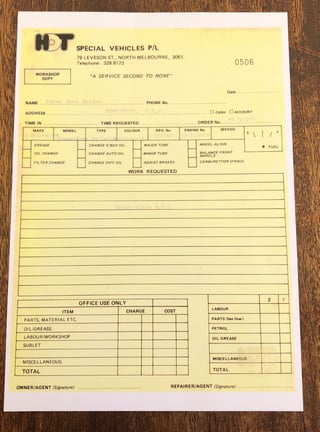 HDT
SPECIAL VEHICLES P/L
79 LEVESON ST., NORTH MELBOURNE, 3051.
Telephone: 329 8173
0506
WORKSHOP COPY
"A SERVICE SECOND TO NONE"
Date
NAME PHONE No.
ADDRESS CASH ACCOUNT
TIME IN TIME REQUESTED ORDER No.
MAKE MODEL TYPE COLOUR REG. No. ENGINE No. SPEEDO
FUEL
GREASE CHANGE G'BOX OIL MAJOR TUNE WHEEL ALIGN
OIL CHANGE CHANGE AUTO OIL MINOR TUNE BALANCE FRONT WHEELS
FILTER CHANGE CHANGE DIFF OIL ADJUST BRAKES CARBURETTOR O'HAUL
WORK REQUESTED
OFFICE USE ONLY
ITEM CHARGE COST
PARTS, MATERIAL ETC.
OIL/GREASE
LABOUR/WORKSHOP
SUBLET
MISCELLANEOUS
TOTAL
LABOUR
PARTS (See Over)
PETROL
OIL GREASE
MISCELLANEOUS
TOTAL
OWNER/AGENT (Signature) REPAIRER/AGENT (Signature)